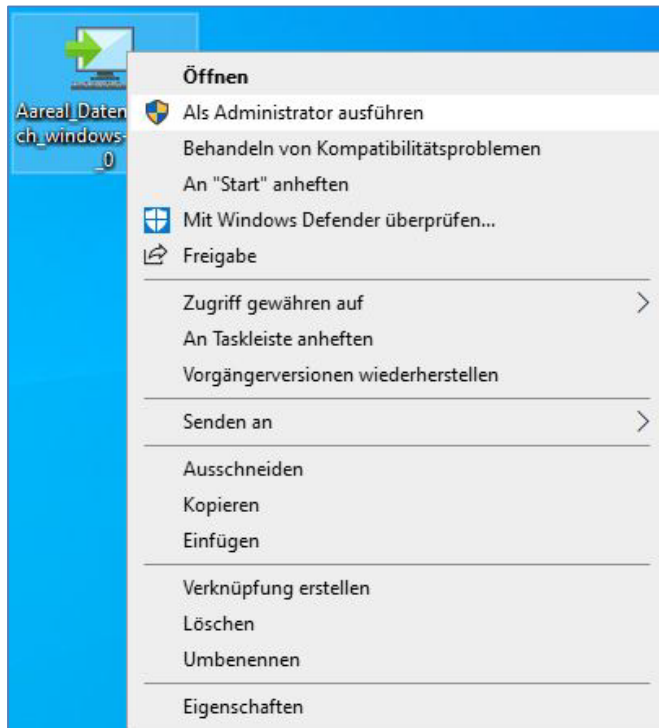 Aareal_Daten
ch_windows-
_0
Öffnen
Als Administrator ausführen
Behandeln von Kompatibilitätsproblemen
An "Start" anheften
Mit Windows Defender überprüfen...
Freigabe
Zugriff gewähren auf
An Taskleiste anheften
Vorgängerversionen wiederherstellen
Senden an
Ausschneiden
Kopieren
Einfügen
Verknüpfung erstellen
Löschen
Umbenennen
Eigenschaften